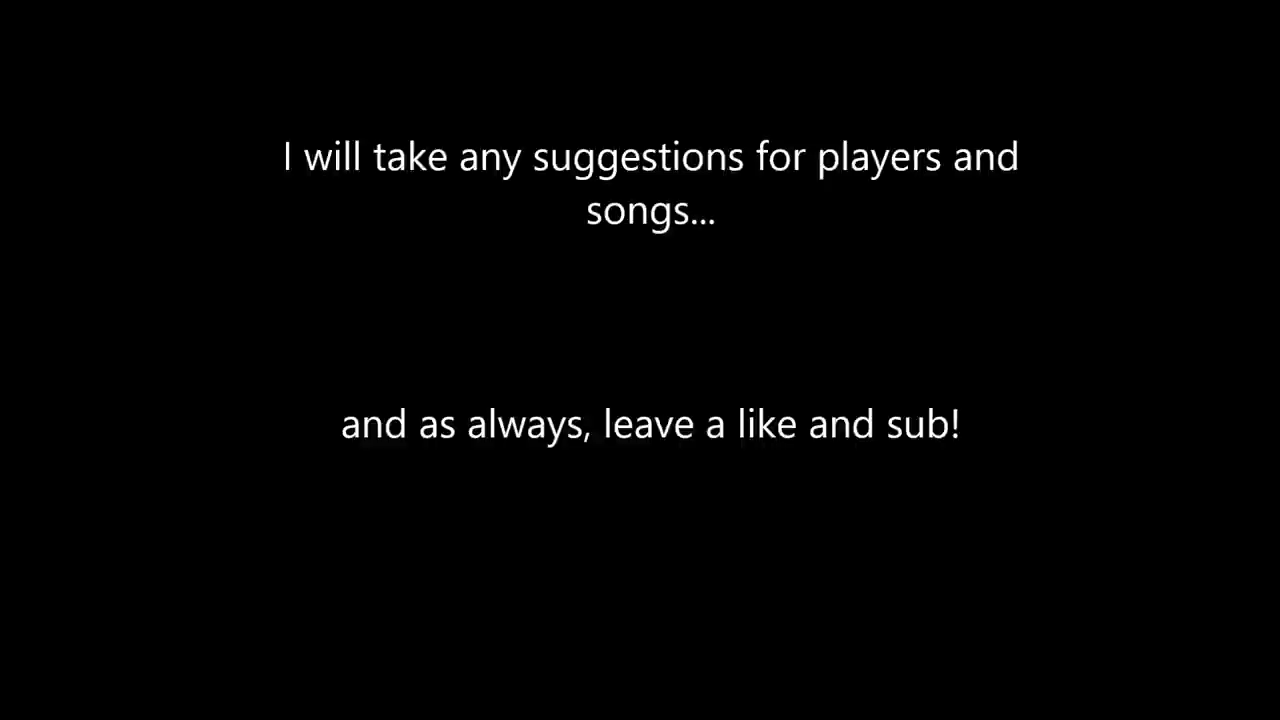 I will take any suggestions for players and
songs...
and as always, leave a like and sub!